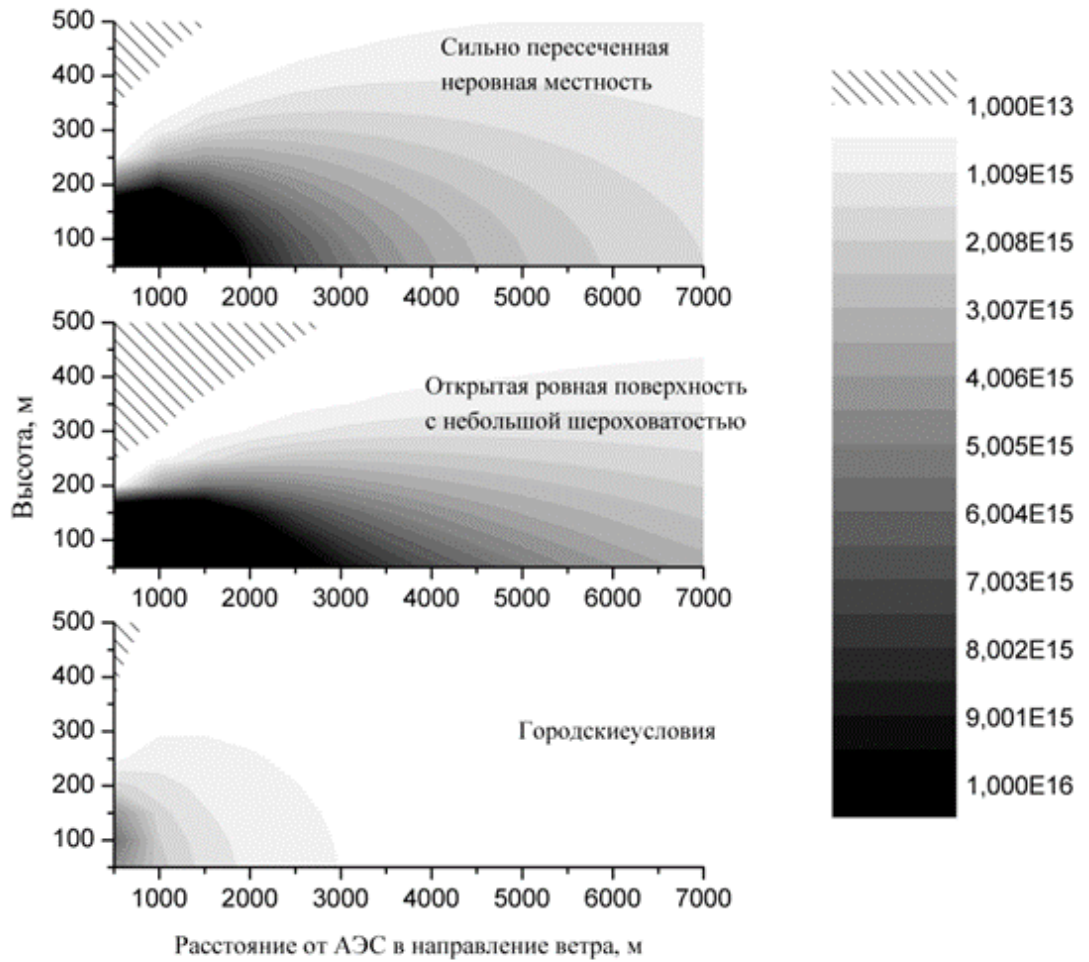 500
400
300
200
100
Сильно пересеченная
неровная местность
1000 2000 3000 4000 5000 6000 7000
500
400
300
200
100
Открытая ровная поверхность
с небольшой шероховатостью
1000 2000 3000 4000 5000 6000 7000
Высота, м
500
400
300
200
100
Городскиеусловия
1000 2000 3000 4000 5000 6000 7000
Расстояние от АЭС в направление ветра, м
1,000E13
1,009E15
2,008E15
3,007E15
4,006E15
5,005E15
6,004E15
7,003E15
8,002E15
9,001E15
1,000E16